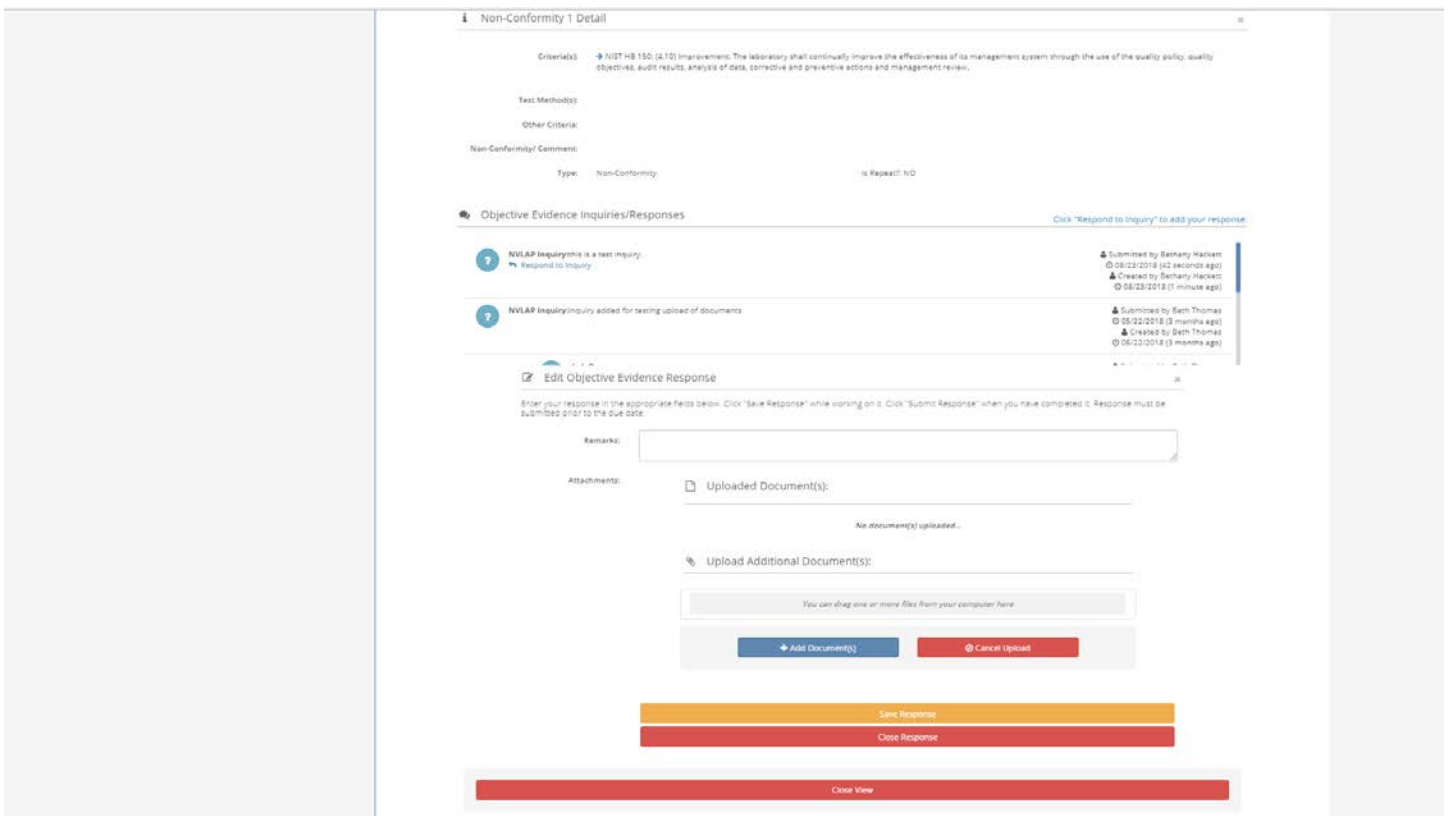 Non-Conformity 1 Detail
Criteria(s): NIST HB 150: (4.10) Improvement: The laboratory shall continually improve the effectiveness of its management system through the use of the quality policy, quality
objectives, audit results, analysis of data, corrective and preventive actions and management review.
Test Method(s):
Other Criteria:
Non-Conformity/ Comment:
Type: Non-Conformity Is Repeat?: NO
Objective Evidence Inquiries/Responses
Click "Respond to Inquiry" to add your response.
NVLAP Inquiry:this is a test inquiry.
Respond to Inquiry
Submitted by Bethany Hackett
08/23/2018 (42 seconds ago)
Created by Bethany Hackett
08/23/2018 (1 minute ago)
NVLAP Inquiry:inquiry added for testing upload of documents
Submitted by Beth Thomas
05/22/2018 (3 months ago)
Created by Beth Thomas
05/22/2018 (3 months ago)
Edit Objective Evidence Response
Enter your response in the appropriate fields below. Click "Save Response" while working on it. Click "Submit Response" when you have completed it. Response must be
submitted prior to the due date.
Remarks:
Attachments:
Uploaded Document(s):
No document(s) uploaded...
Upload Additional Document(s):
You can drag one or more files from your computer here
Add Document(s)
Cancel Upload
Save Response
Close Response
Close View